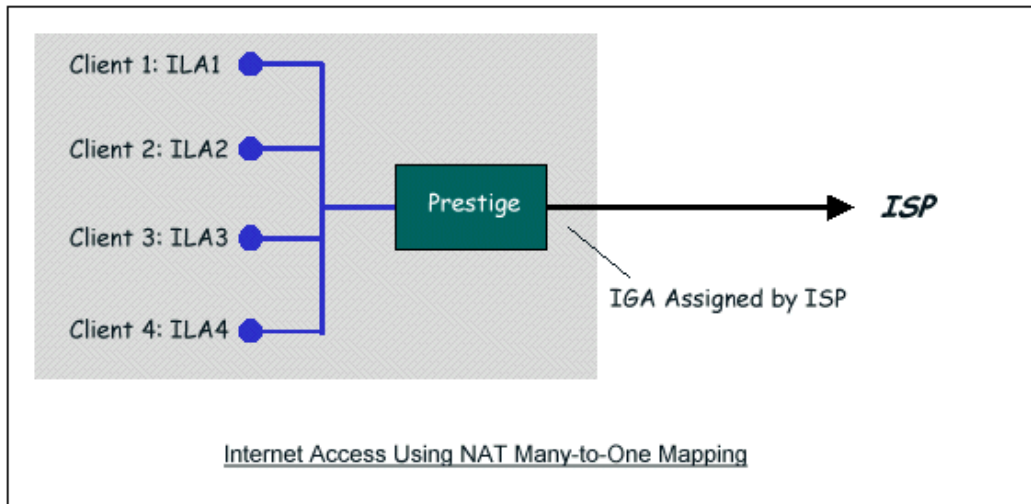 Client 1: ILA1
Client 2: ILA2
Prestige
ISP
Client 3: ILA3
IGA Assigned by ISP
Client 4: ILA4
Internet Access Using NAT Many-to-One Mapping